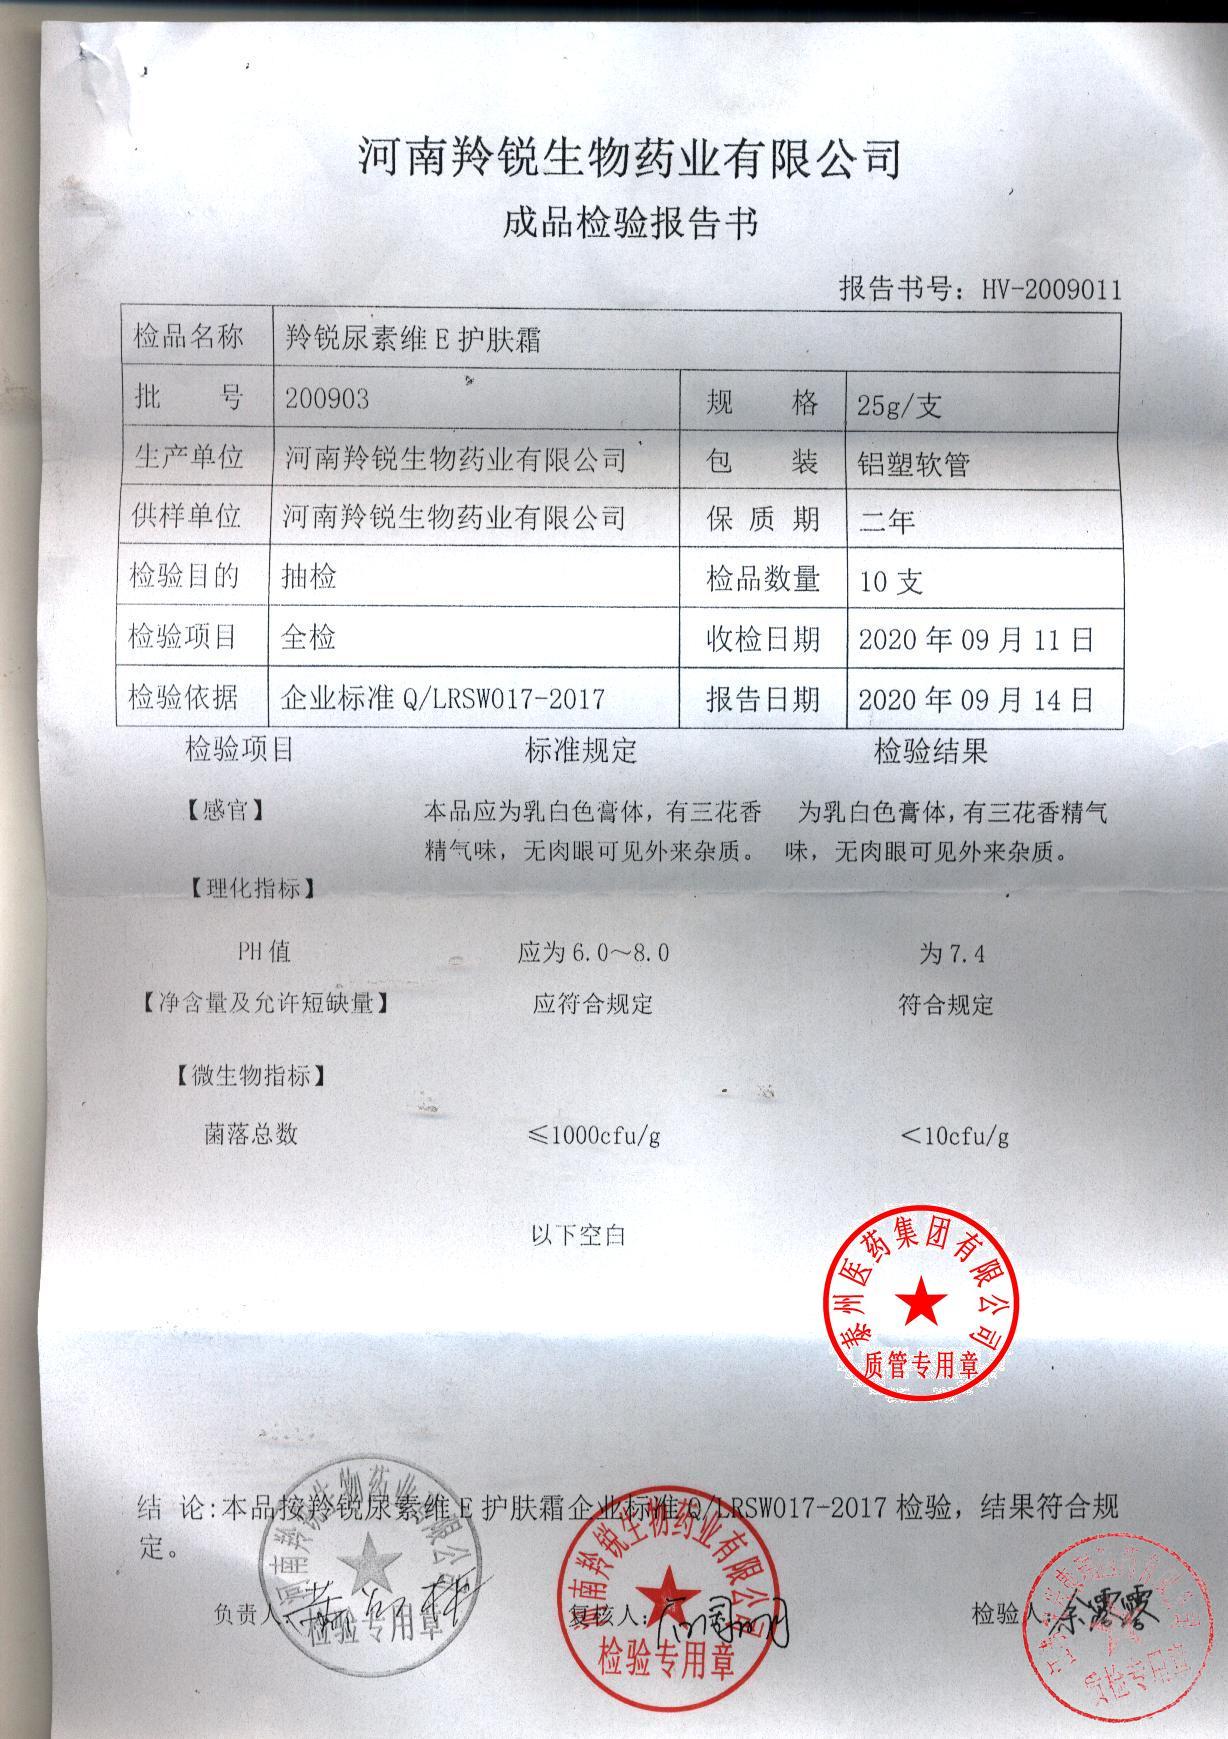 河南羚锐生物药业有限公司
成品检验报告书
报告书号：HV-2009011
检品名称 羚锐尿素维E护肤霜
批 号 200903 规 格 25g/支
生产单位 河南羚锐生物药业有限公司 包 装 铝塑软管
供样单位 河南羚锐生物药业有限公司 保 质 期 二年
检验目的 抽检 检品数量 10支
检验项目 全检 收检日期 2020年09月11日
检验依据 企业标准Q/LRSW017-2017 报告日期 2020年09月14日
检验项目 标准规定 检验结果
【感官】 本品应为乳白色膏体，有三花香 为乳白色膏体，有三花香精气
精气味，无肉眼可见外来杂质。 味，无肉眼可见外来杂质。
【理化指标】
PH值 应为6.0～8.0 为7.4
【净含量及允许短缺量】 应符合规定 符合规定
【微生物指标】
菌落总数 ≤1000cfu/g ＜10cfu/g
以下空白
泰州医药集团有限公司
质管专用章
结 论：本品按羚锐尿素维E护肤霜企业标准Q/LRSW017-2017检验，结果符合规
定。
河南羚锐生物药业有限公司
检验专用章
河南羚锐生物药业有限公司
检验专用章
负责人 复核人： 检验人：